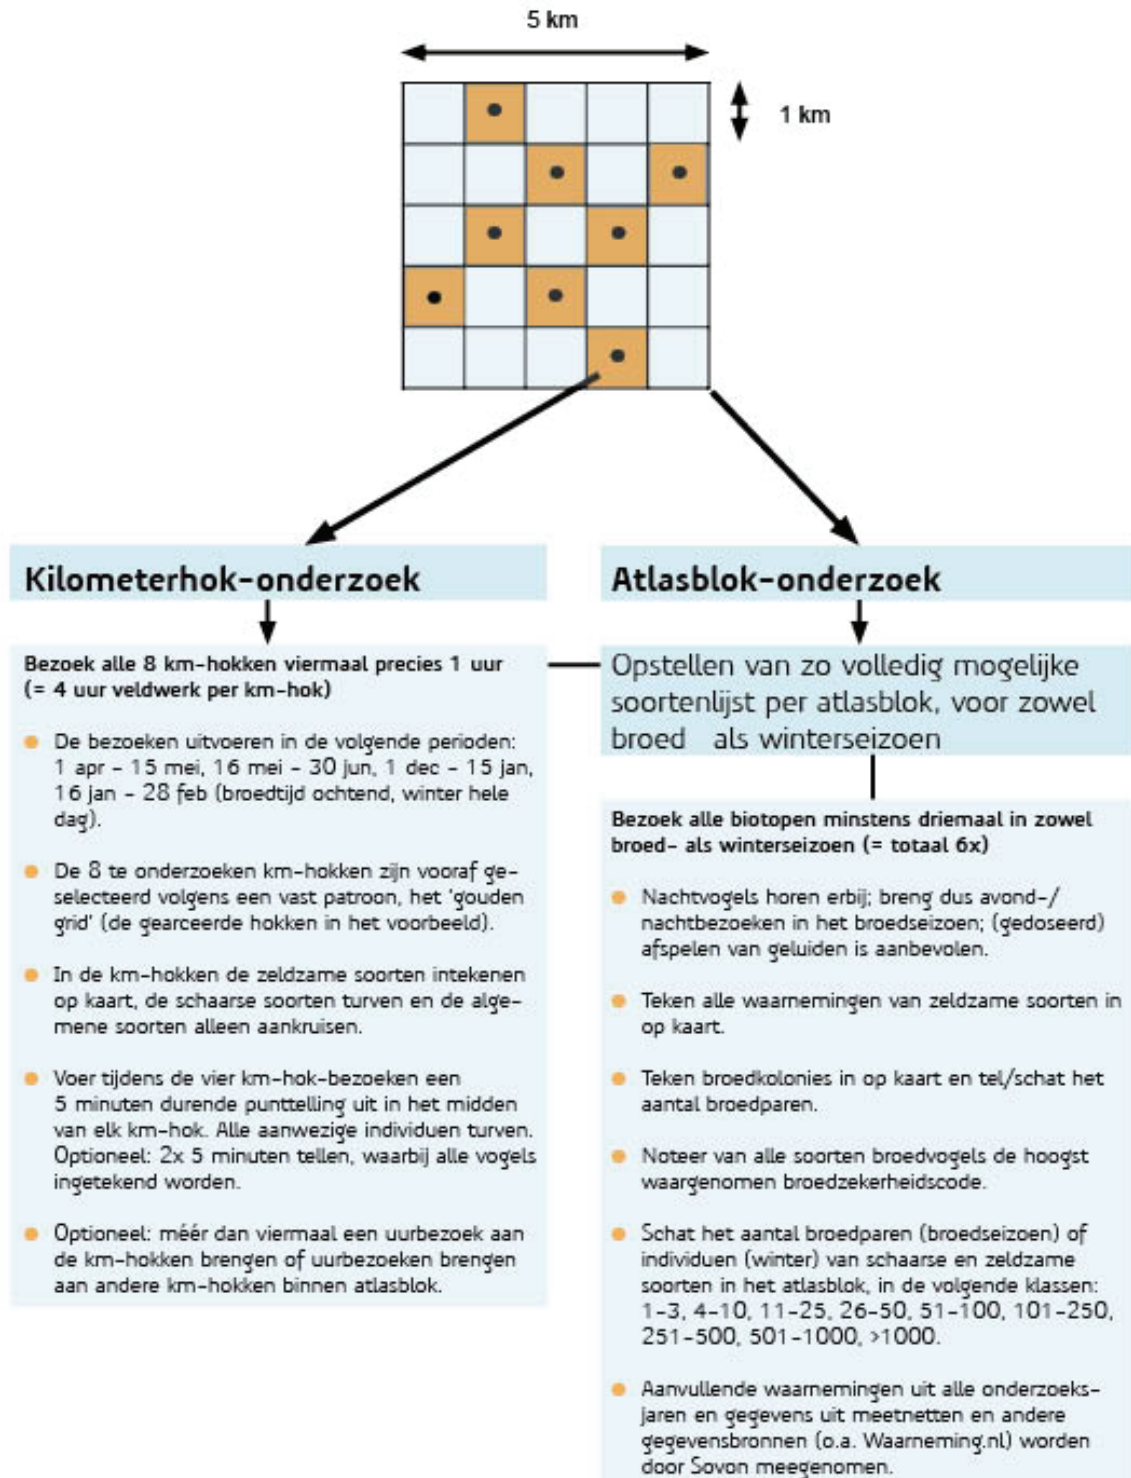 5 km
1 km
Kilometerhok-onderzoek
Bezoek alle 8 km-hokken viermaal precies 1 uur
(= 4 uur veldwerk per km-hok)
De bezoeken uitvoeren in de volgende perioden:
1 apr - 15 mei, 16 mei - 30 jun, 1 dec - 15 jan,
16 jan - 28 feb (broedtijd ochtend, winter hele
dag).
De 8 te onderzoeken km-hokken zijn vooraf ge-
selecteerd volgens een vast patroon, het 'gouden
grid' (de gearceerde hokken in het voorbeeld).
In de km-hokken de zeldzame soorten intekenen
op kaart, de schaarse soorten turven en de alge-
mene soorten alleen aankruisen.
Voer tijdens de vier km-hok-bezoeken een
5 minuten durende punttelling uit in het midden
van elk km-hok. Alle aanwezige individuen turven.
Optioneel: 2x 5 minuten tellen, waarbij alle vogels
ingetekend worden.
Optioneel: méér dan viermaal een uurbezoek aan
de km-hokken brengen of uurbezoeken brengen
aan andere km-hokken binnen atlasblok.
Atlasblok-onderzoek
Opstellen van zo volledig mogelijke
soortenlijst per atlasblok, voor zowel
broed als winterseizoen
Bezoek alle biotopen minstens driemaal in zowel
broed- als winterseizoen (= totaal 6x)
Nachtvogels horen erbij; breng dus avond-/
nachtbezoeken in het broedseizoen; (gedoseerd)
afspelen van geluiden is aanbevolen.
Teken alle waarnemingen van zeldzame soorten in
op kaart.
Teken broedkolonies in op kaart en tel/schat het
aantal broedparen.
Noteer van alle soorten broedvogels de hoogst
waargenomen broedzekerheidscode.
Schat het aantal broedparen (broedseizoen) of
individuen (winter) van schaarse en zeldzame
soorten in het atlasblok, in de volgende klassen:
1-3, 4-10, 11-25, 26-50, 51-100, 101-250,
251-500, 501-1000, >1000.
Aanvullende waarnemingen uit alle onderzoeks-
jaren en gegevens uit meetnetten en andere
gegevensbronnen (o.a. Waarneming.nl) worden
door Sovon meegenomen.